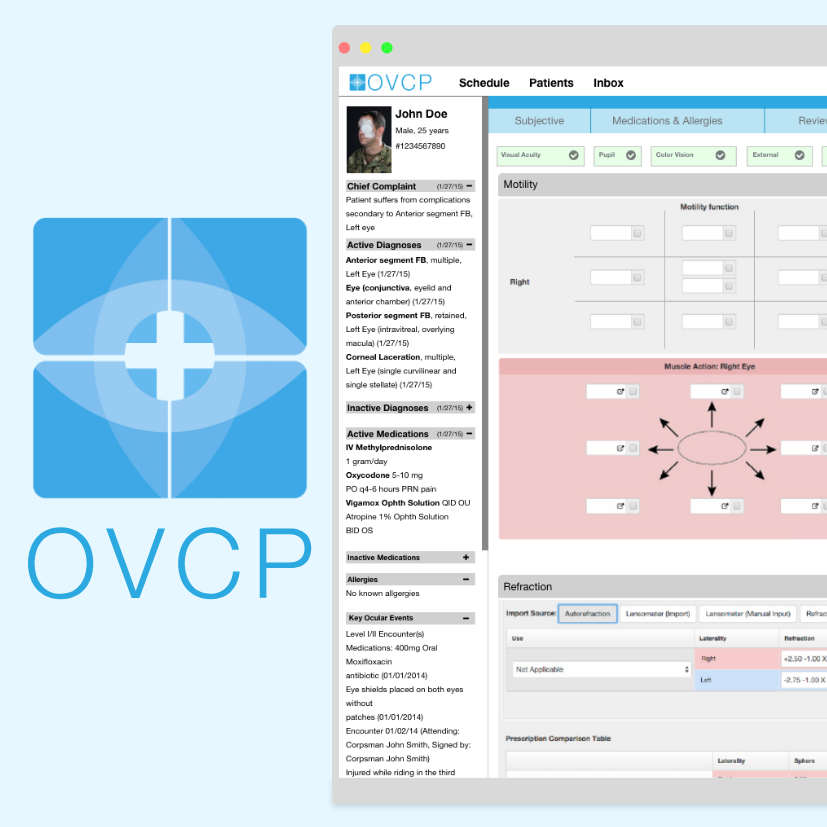 OVCP
OVCP
Schedule Patients Inbox
John Doe
Male, 25 years
#1234567890
Chief Complaint (1/27/15)
Patient suffers from complications
secondary to Anterior segment FB,
Left eye
Active Diagnoses (1/27/15)
Anterior segment FB, multiple,
Left Eye (1/27/15)
Eye (conjunctiva, eyelid and
anterior chamber) (1/27/15)
Posterior segment FB, retained,
Left Eye (intravitreal, overlying
macula) (1/27/15)
Corneal Laceration, multiple,
Left Eye (single curvilinear and
single stellate) (1/27/15)
Inactive Diagnoses (1/27/15)
Active Medications (1/27/15)
IV Methylprednisolone
1 gram/day
Oxycodone 5-10 mg
PO q4-6 hours PRN pain
Vigamox Ophth Solution QID OU
Atropine 1% Ophth Solution
BID OS
Inactive Medications
Allergies
No known allgergies
Key Ocular Events
Level I/II Encounter(s)
Medications: 400mg Oral
Moxifloxacin
antibiotic (01/01/2014)
Eye shields placed on both eyes
without
patches (01/01/2014)
Encounter 01/02/14 (Attending:
Corpsman John Smith, Signed by:
Corpsman John Smith)
Injured while riding in the third
Subjective Medications & Allergies Review
Visual Acuity Pupil Color Vision External
Motility
Motility function
Right
Muscle Action: Right Eye
Refraction
Import Source: Autorefraction Lensometer (Import) Lensometer (Manual Input) Refrac
Use Laterality Refraction
Not Applicable
Right +2.50 -1.00 X
Left -2.75 -1.00 X
Prescription Comparison Table
Laterality Sphere